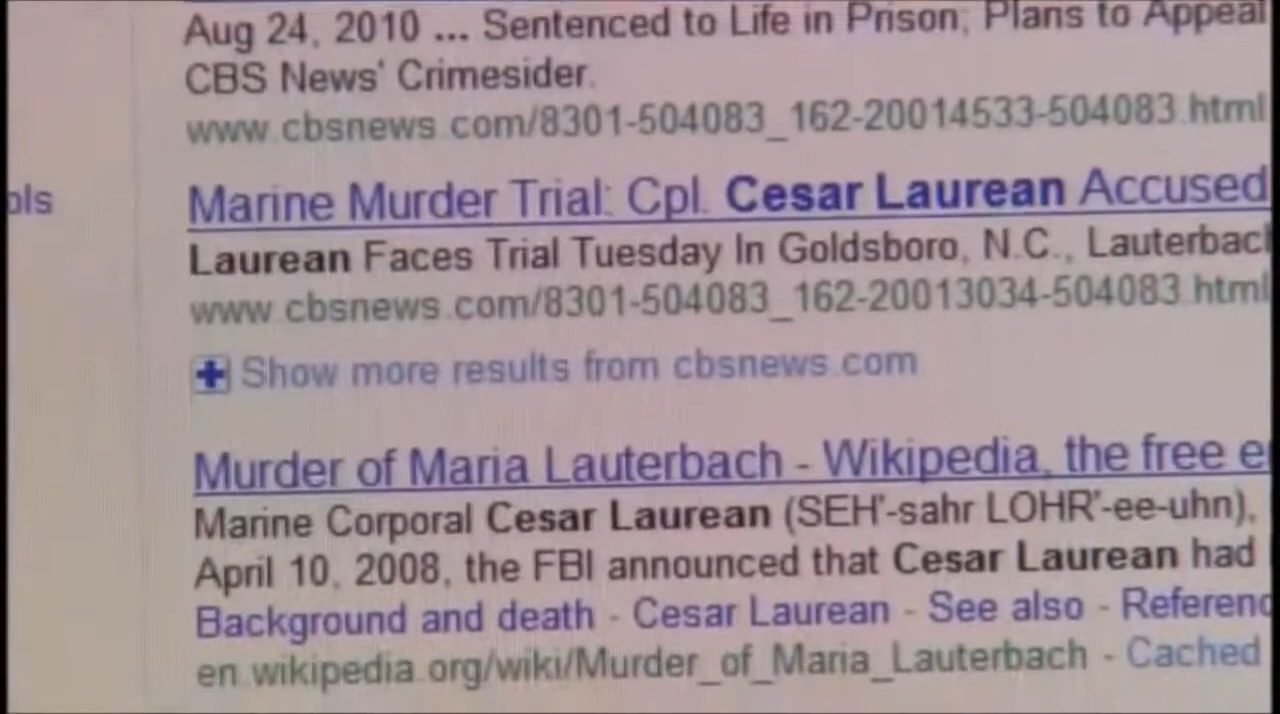 Aug 24, 2010 ... Sentenced to Life in Prison; Plans to Appeal
CBS News' Crimesider.
www.cbsnews.com/8301-504083_162-20014533-504083.html
ols
Marine Murder Trial: Cpl. Cesar Laurean Accused
Laurean Faces Trial Tuesday In Goldsboro, N.C., Lauterbach
www.cbsnews.com/8301-504083_162-20013034-504083.html
Show more results from cbsnews.com
Murder of Maria Lauterbach - Wikipedia, the free e
Marine Corporal Cesar Laurean (SEH'-sahr LOHR'-ee-uhn),
April 10, 2008, the FBI announced that Cesar Laurean had
Background and death - Cesar Laurean - See also - Referenc
en.wikipedia.org/wiki/Murder_of_Maria_Lauterbach - Cached